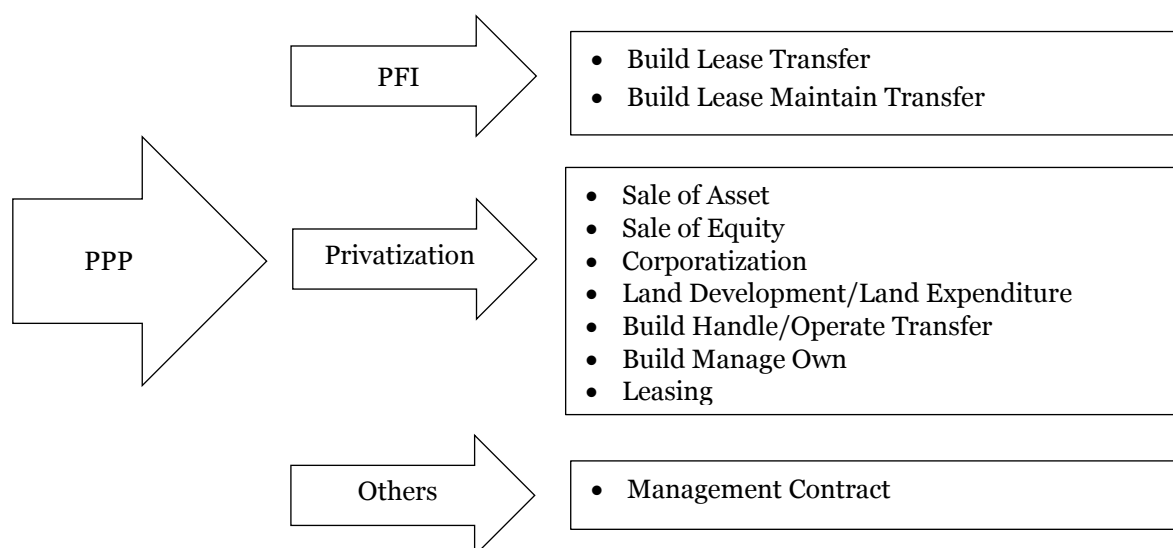 PPP
PFI
• Build Lease Transfer
• Build Lease Maintain Transfer
Privatization
• Sale of Asset
• Sale of Equity
• Corporatization
• Land Development/Land Expenditure
• Build Handle/Operate Transfer
• Build Manage Own
• Leasing
Others
• Management Contract